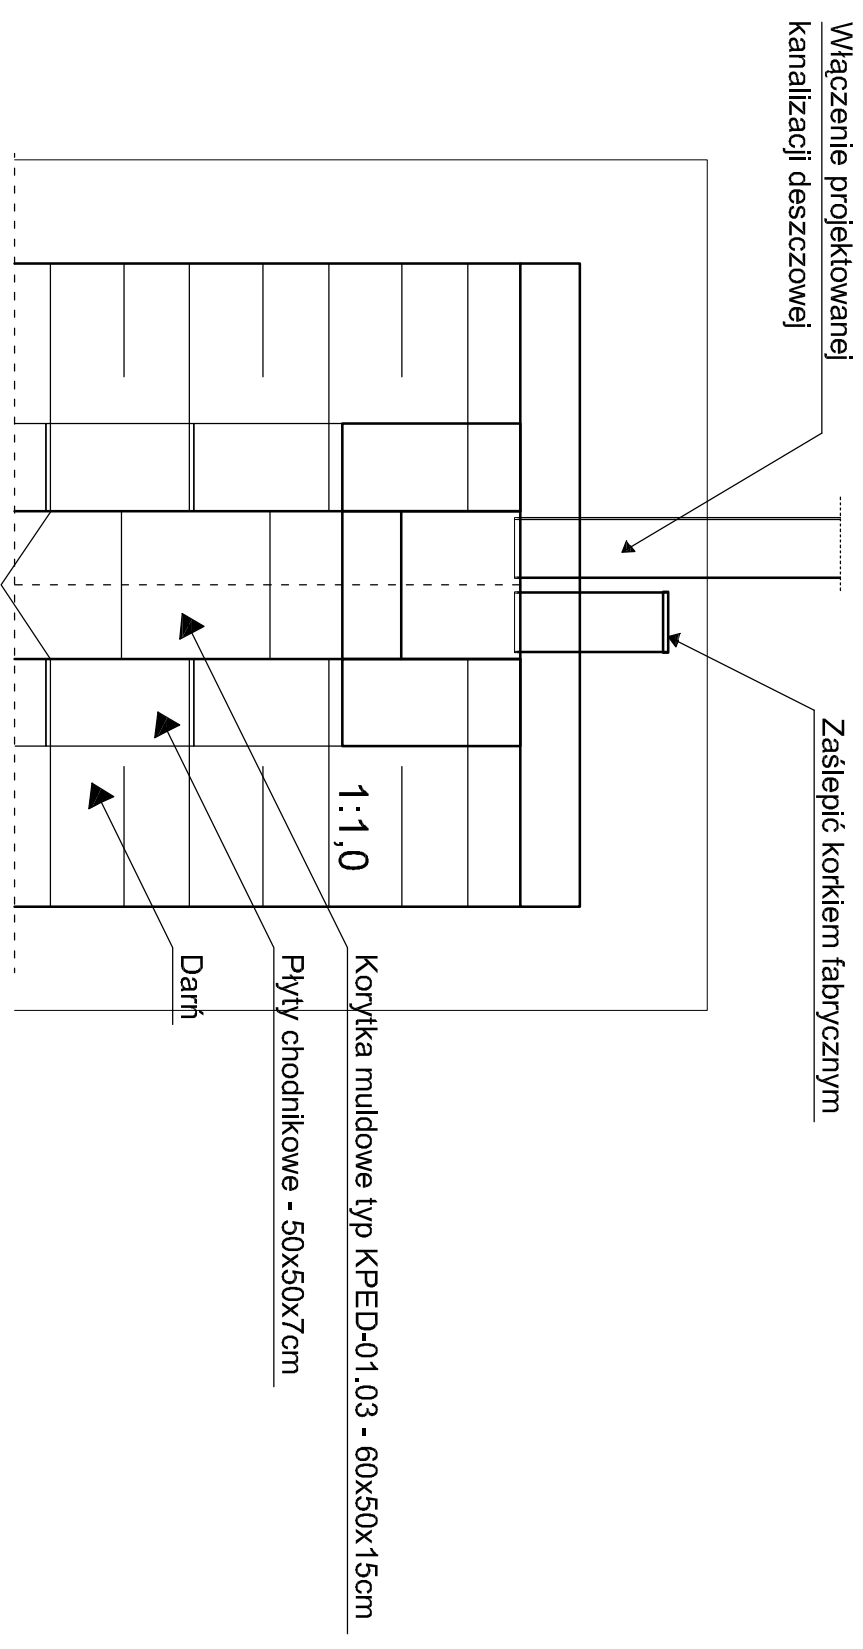 Włączenie projektowanej
kanalizacji deszczowej
Zaślepić korkiem fabrycznym
1:1,0
Korytka muldowe typ KPED-01.03 - 60x50x15cm
Płyty chodnikowe - 50x50x7cm
Darń